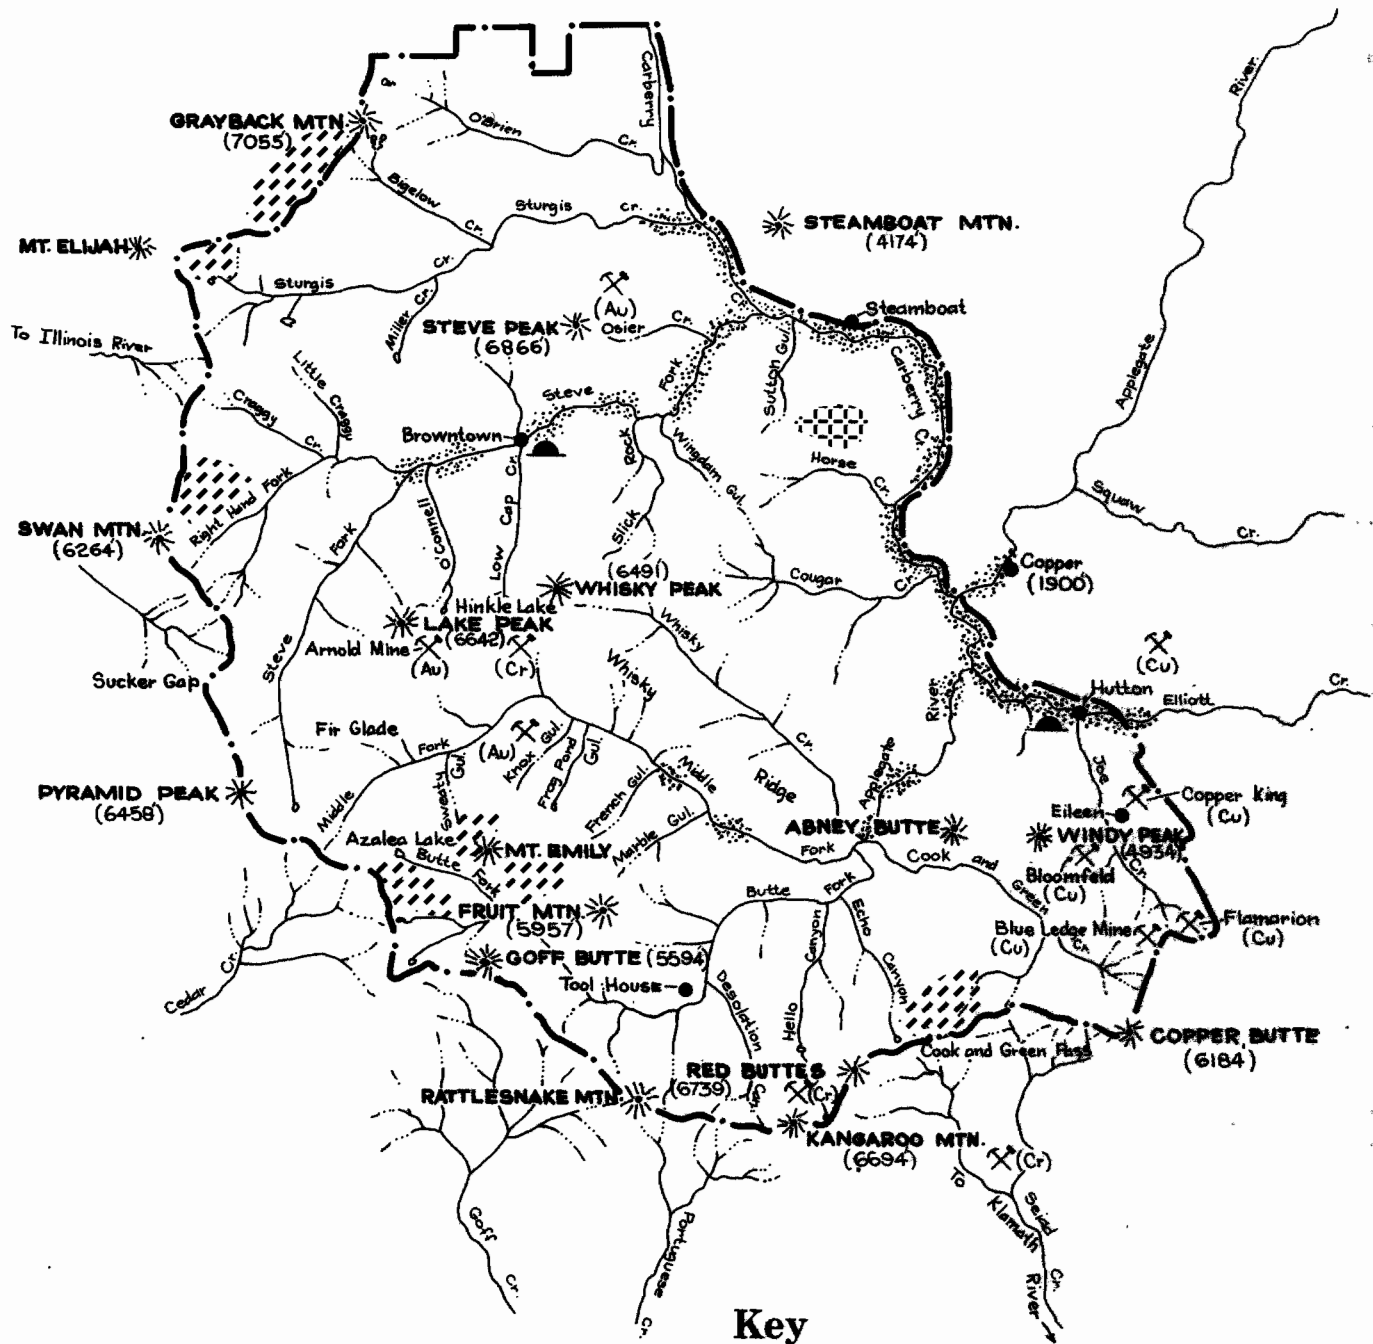 Carberry
Cr.
O'Brien
Cr.
GRAYBACK MTN.
(7055)
Bigelow
Cr.
Sturgis
Cr.
River
STEAMBOAT MTN.
(4174)
MT. ELIJAH
Cr.
Sturgis
Miller Cr.
(Au)
Osier
Cr.
Cr.
Steamboat
STEVE PEAK
(6866)
To Illinois River
Little Craggy
Craggy
Cr.
Steve
Fork
Sutton Gul.
Carberry
Cr.
Applegate
Browntown
Cr.
Rock
Wingdam Gul.
Horse
Cr.
Right Hand Fork
Squaw
Cr.
SWAN MTN.
(6264)
Fork
O'Connell
Low Gap
Slick
(6491)
WHISKY PEAK
Cougar
Cr.
Copper
(1900)
Hinkle Lake
LAKE PEAK
(6642)
Arnold Mine
(Au)
(Cr)
Whisky
Whisky
Steve
Sucker Gap
(Cu)
River
Hutton
Elliott
Cr.
Fir Glade
Fork
(Au)
Knox Gul.
Frog Pond
Gul.
French Gul.
Middle
Cr.
Ridge
Applegate
Joe
PYRAMID PEAK
(6458)
Middle
Sweaty
Gul.
Marble Gul.
Copper King
(Cu)
Eileen
Azalea Lake
Butte
Fork
MT. EMILY
ABNEY BUTTE
Fork
WINDY PEAK
(4934)
Cook and Green
Cr.
Bloomfeld
(Cu)
Cr.
FRUIT MTN.
(5957)
Butte
Fork
Blue Ledge Mine
(Cu)
Flamarion
(Cu)
GOFF BUTTE (5594)
Echo
Canyon
Hello
Canyon
Desolation
Can.
Cedar
Cr.
Tool House
Cook and Green Pass
COPPER BUTTE
(6184)
RED BUTTES
(6739)
(Cr)
RATTLESNAKE MTN.
KANGAROO MTN.
(6694)
(Cr)
To
Klamath
River
Seiad
Cr.
Goff
Cr.
Portuguese
Cr.
Key